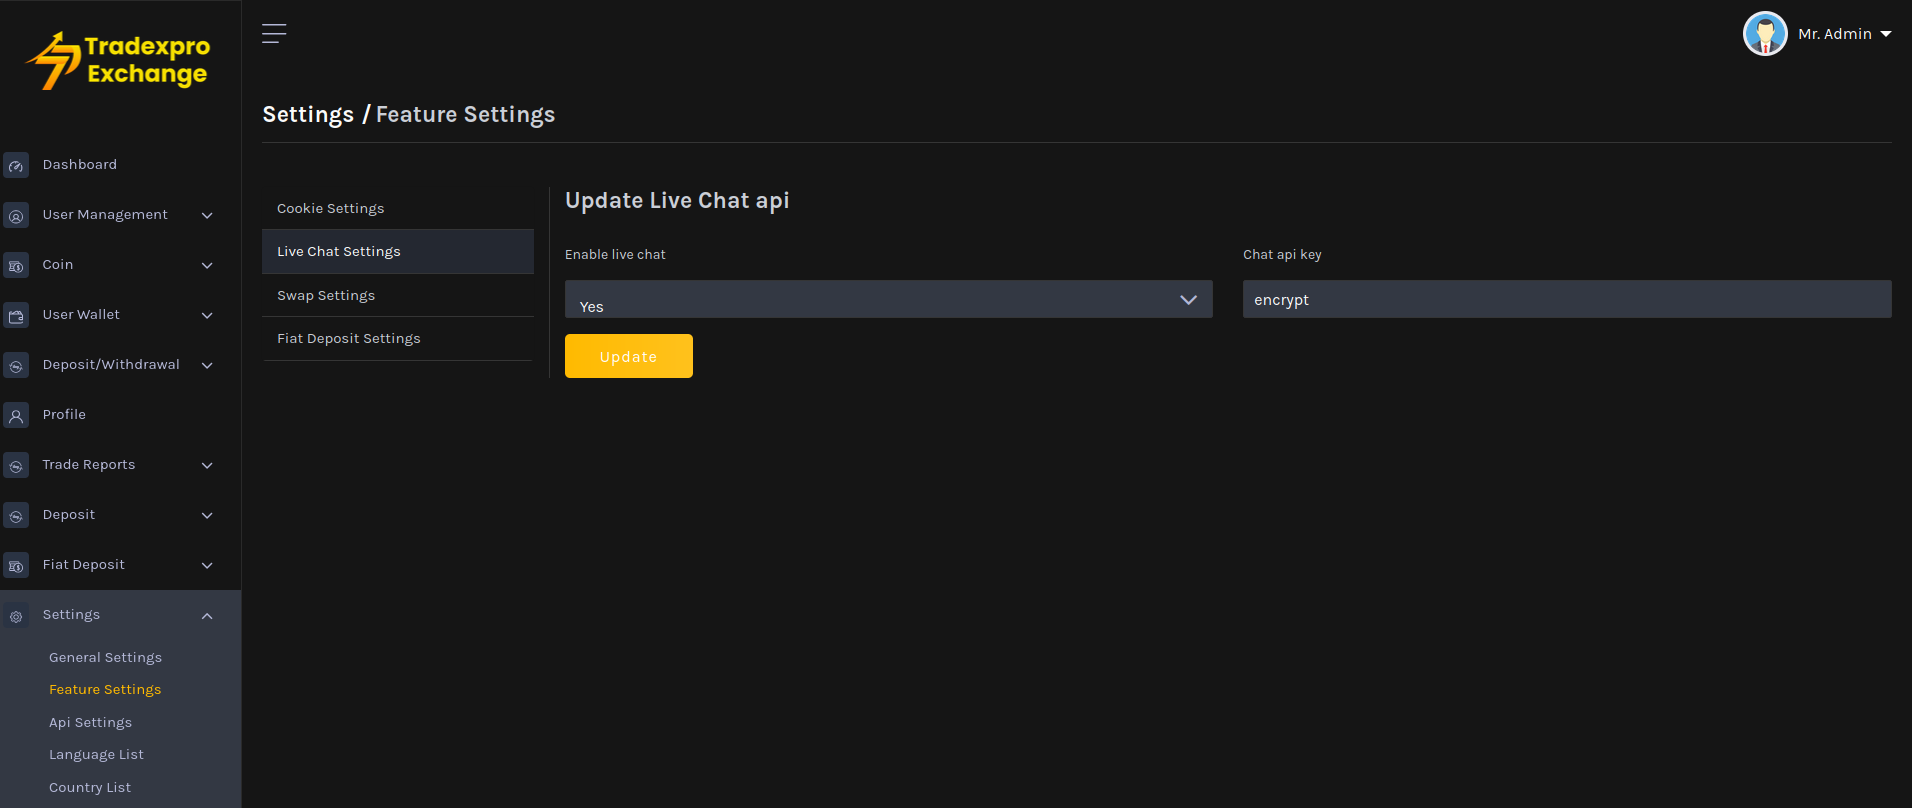 Tradexpro
Exchange
Mr. Admin
Settings / Feature Settings
Dashboard
User Management
Coin
User Wallet
Deposit/Withdrawal
Profile
Trade Reports
Deposit
Fiat Deposit
Settings
General Settings
Feature Settings
Api Settings
Language List
Country List
Cookie Settings
Live Chat Settings
Swap Settings
Fiat Deposit Settings
Update Live Chat api
Enable live chat
Yes
Chat api key
encrypt
Update